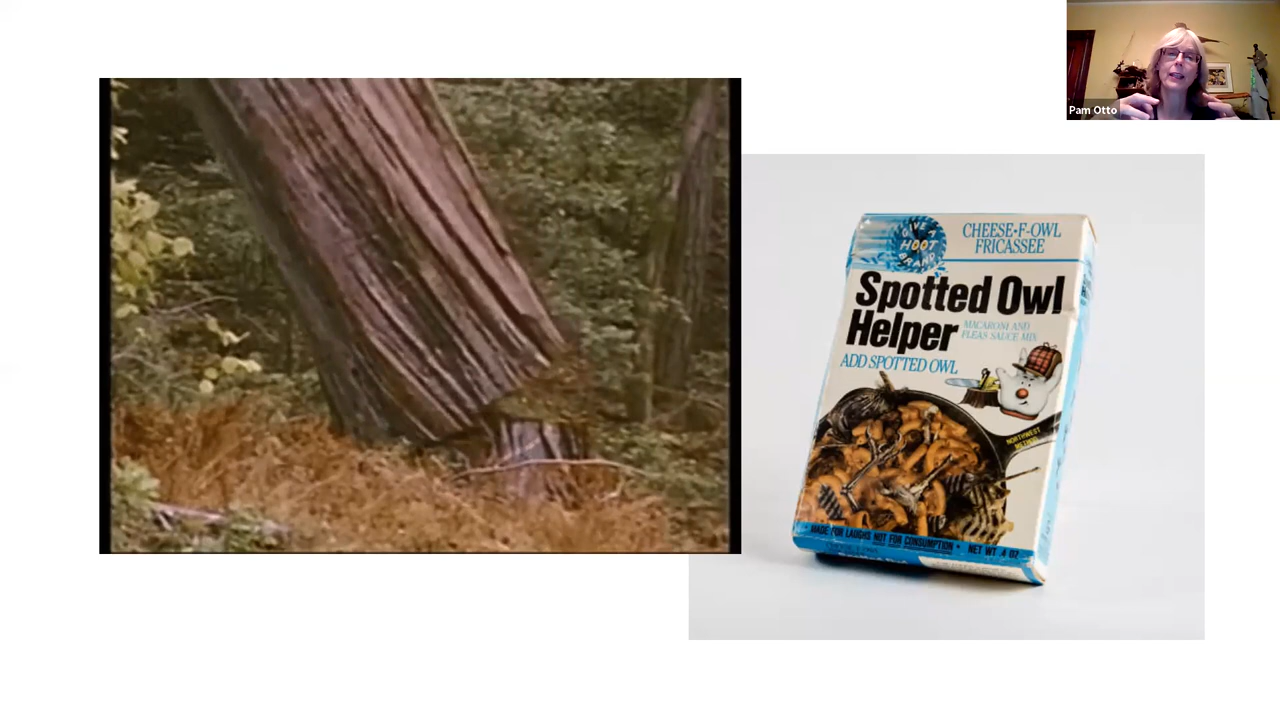 Pam Otto
GIVE A
HOOT
BRAND
CHEESE•F-OWL
FRICASSEE
Spotted Owl
Helper
MACARONI AND
FLEAS SAUCE MIX
ADD SPOTTED OWL
NORTHWEST
METHOD
* MADE FOR LAUGHS NOT FOR CONSUMPTION * NET WT .4 OZ